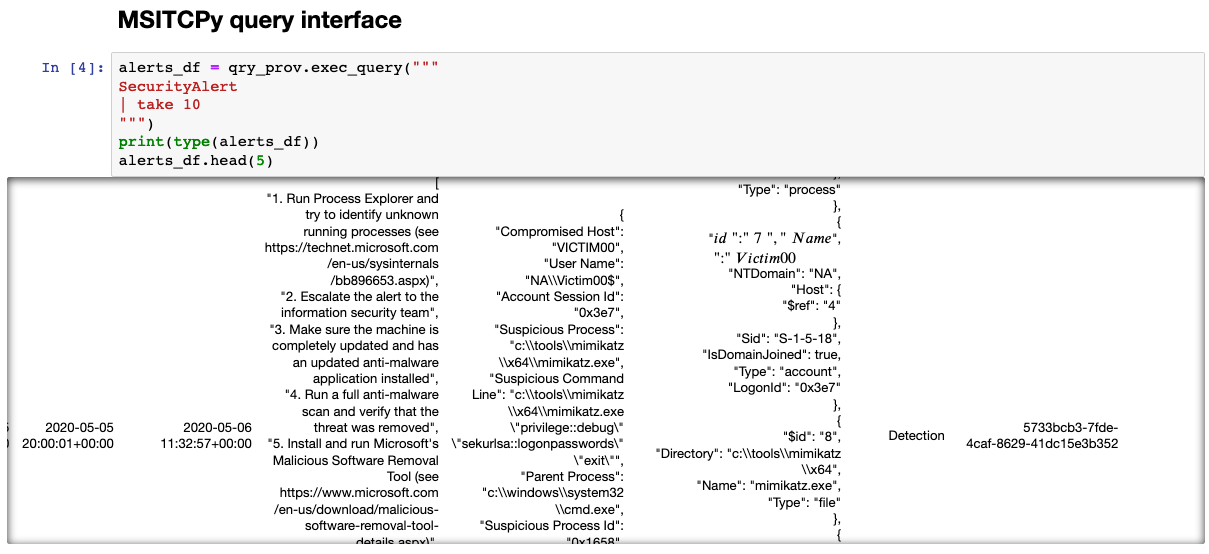 MSITCPy query interface
In [4]:
alerts_df = qry_prov.exec_query("""
SecurityAlert
| take 10
""")
print(type(alerts_df))
alerts_df.head(5)
2020-05-05
20:00:01+00:00
2020-05-06
11:32:57+00:00
[
"1. Run Process Explorer and
try to identify unknown
running processes (see
https://technet.microsoft.com
/en-us/sysinternals
/bb896653.aspx)",
"2. Escalate the alert to the
information security team",
"3. Make sure the machine is
completely updated and has
an updated anti-malware
application installed",
"4. Run a full anti-malware
scan and verify that the
threat was removed",
"5. Install and run Microsoft's
Malicious Software Removal
Tool (see
https://www.microsoft.com
/en-us/download/malicious-
software-removal-tool-
details.aspx)",
{
"Compromised Host":
"VICTIM00",
"User Name":
"NA\\Victim00$",
"Account Session Id":
"0x3e7",
"Suspicious Process":
"c:\\tools\\mimikatz
\\x64\\mimikatz.exe",
"Suspicious Command
Line": "c:\\tools\\mimikatz
\\x64\\mimikatz.exe
\"privilege::debug\"
\"sekurlsa::logonpasswords\"
\"exit\"",
"Parent Process":
"c:\\windows\\system32
\\cmd.exe",
"Suspicious Process Id":
"0x1658",
},
"Type": "process"
},
{
"id ":" 7 "," Name",
":" Victim00
"NTDomain": "NA",
"Host": {
"$ref": "4"
},
"Sid": "S-1-5-18",
"IsDomainJoined": true,
"Type": "account",
"LogonId": "0x3e7"
},
{
"$id": "8",
"Directory": "c:\\tools\\mimikatz
\\x64",
"Name": "mimikatz.exe",
"Type": "file"
},
{
Detection
5733bcb3-7fde-
4caf-8629-41dc15e3b352